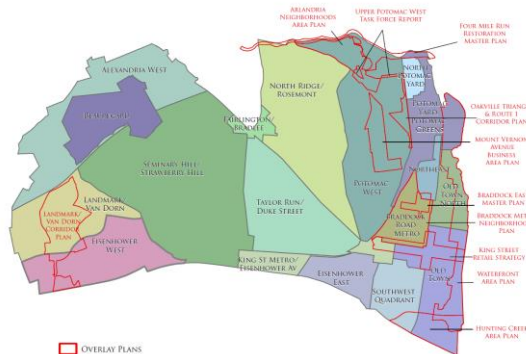 Arlandria
Neighborhoods
Area Plan
Upper Potomac West
Task Force Report
Four Mile Run
Restoration
Master Plan
Alexandria West
Beauregard
North Ridge/
Rosemont
North
Potomac
Yard
Potomac
Yard/
Potomac
Greens
Oakville Triangle
& Route 1
Corridor Plan
Mount Vernon
Avenue
Business
Area Plan
Fairlington/
Bradlee
Seminary Hill/
Strawberry Hill
Taylor Run/
Duke Street
Potomac West
Northeast
Old
Town
North
Braddock East
Master Plan
Braddock Metro
Neighborhood
Plan
Braddock
Road
Metro
Landmark/
Van Dorn
Landmark/
Van Dorn
Corridor
Plan
Eisenhower
West
King St Metro/
Eisenhower Av
Eisenhower
East
Southwest
Quadrant
Old
Town
King Street
Retail Strategy
Waterfront
Area Plan
Hunting Creek
Area Plan
Overlay Plans